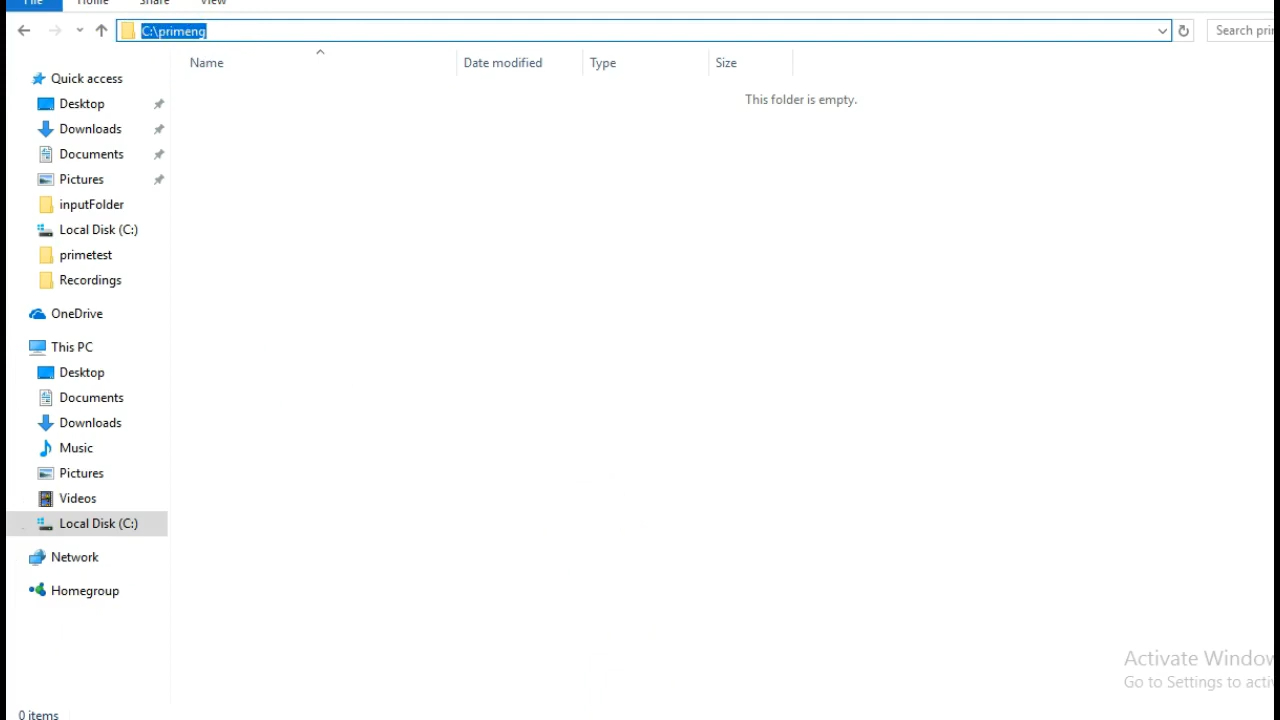 File Home Share View
C:\primeng
Search pri
Name Date modified Type Size
This folder is empty.
Quick access
Desktop
Downloads
Documents
Pictures
inputFolder
Local Disk (C:)
primetest
Recordings
OneDrive
This PC
Desktop
Documents
Downloads
Music
Pictures
Videos
Local Disk (C:)
Network
Homegroup
Activate Window
Go to Settings to acti
0 items